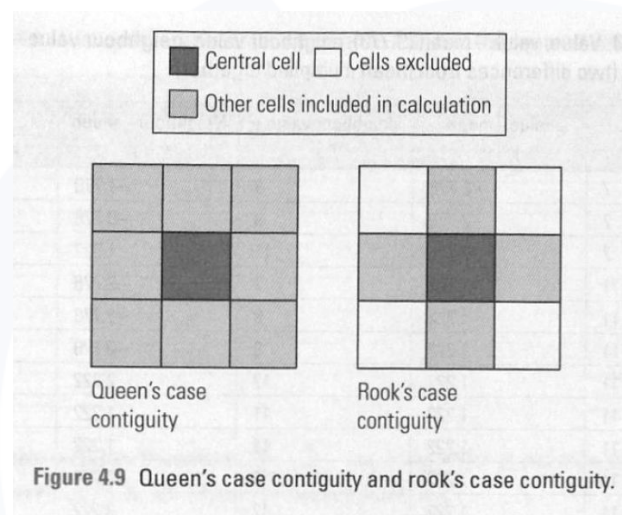 Central cell
Cells excluded
Other cells included in calculation
Queen's case
contiguity
Rook's case
contiguity
Figure 4.9 Queen's case contiguity and rook's case contiguity.